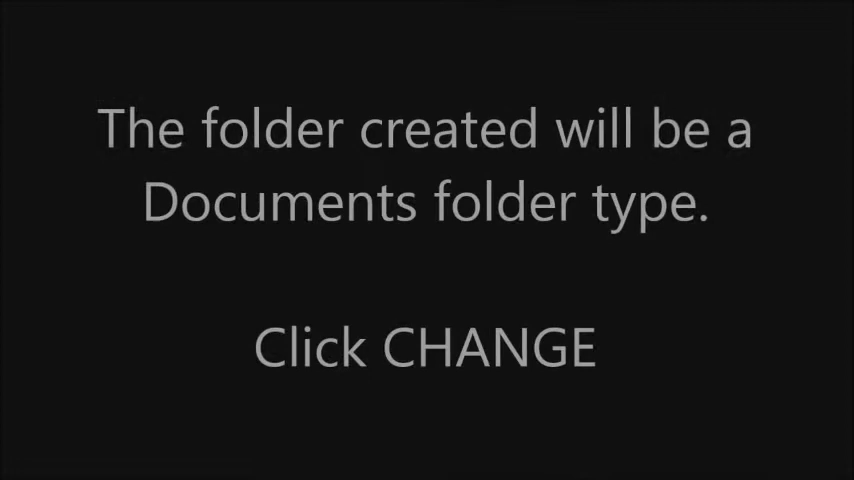 The folder created will be a
Documents folder type.
Click CHANGE